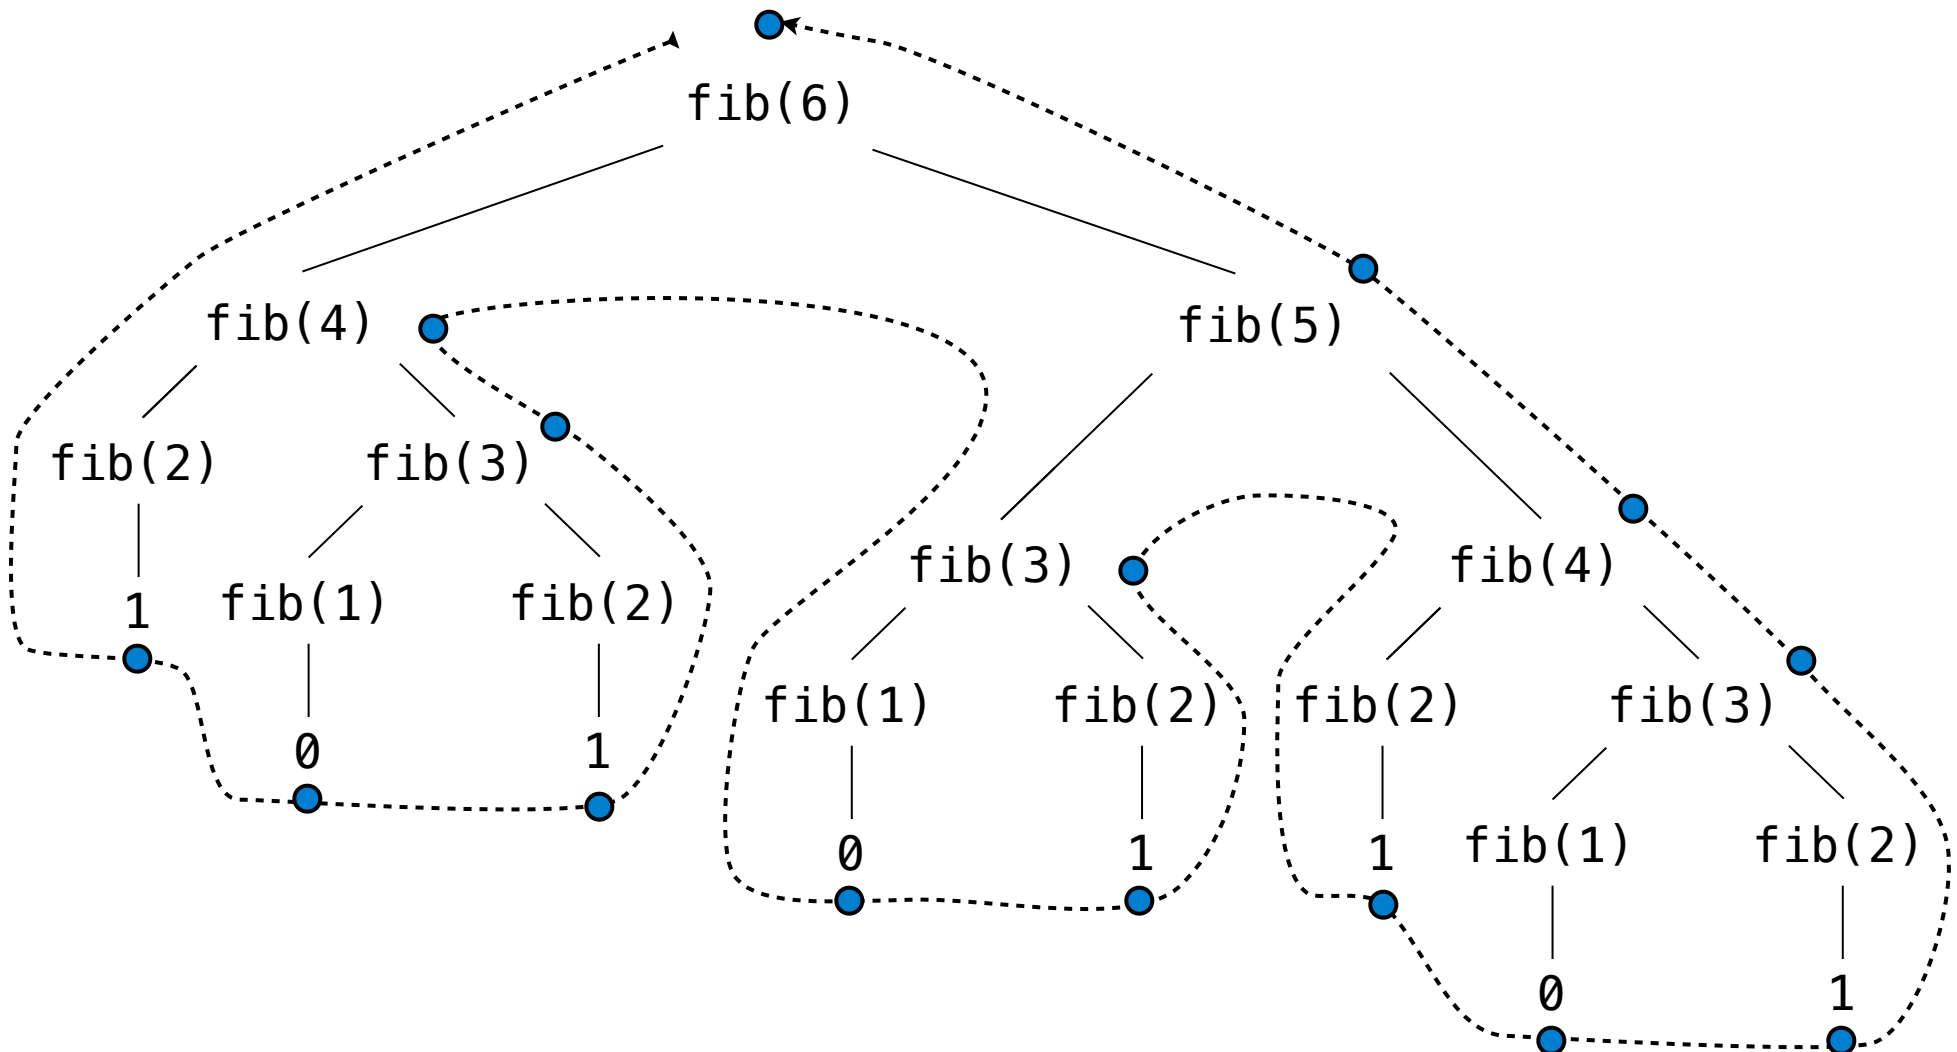 fib(6)
fib(4) fib(5)
fib(2) fib(3)
fib(3) fib(4)
1 fib(1) fib(2)
fib(1) fib(2) fib(2) fib(3)
0 1
0 1 1 fib(1) fib(2)
0 1